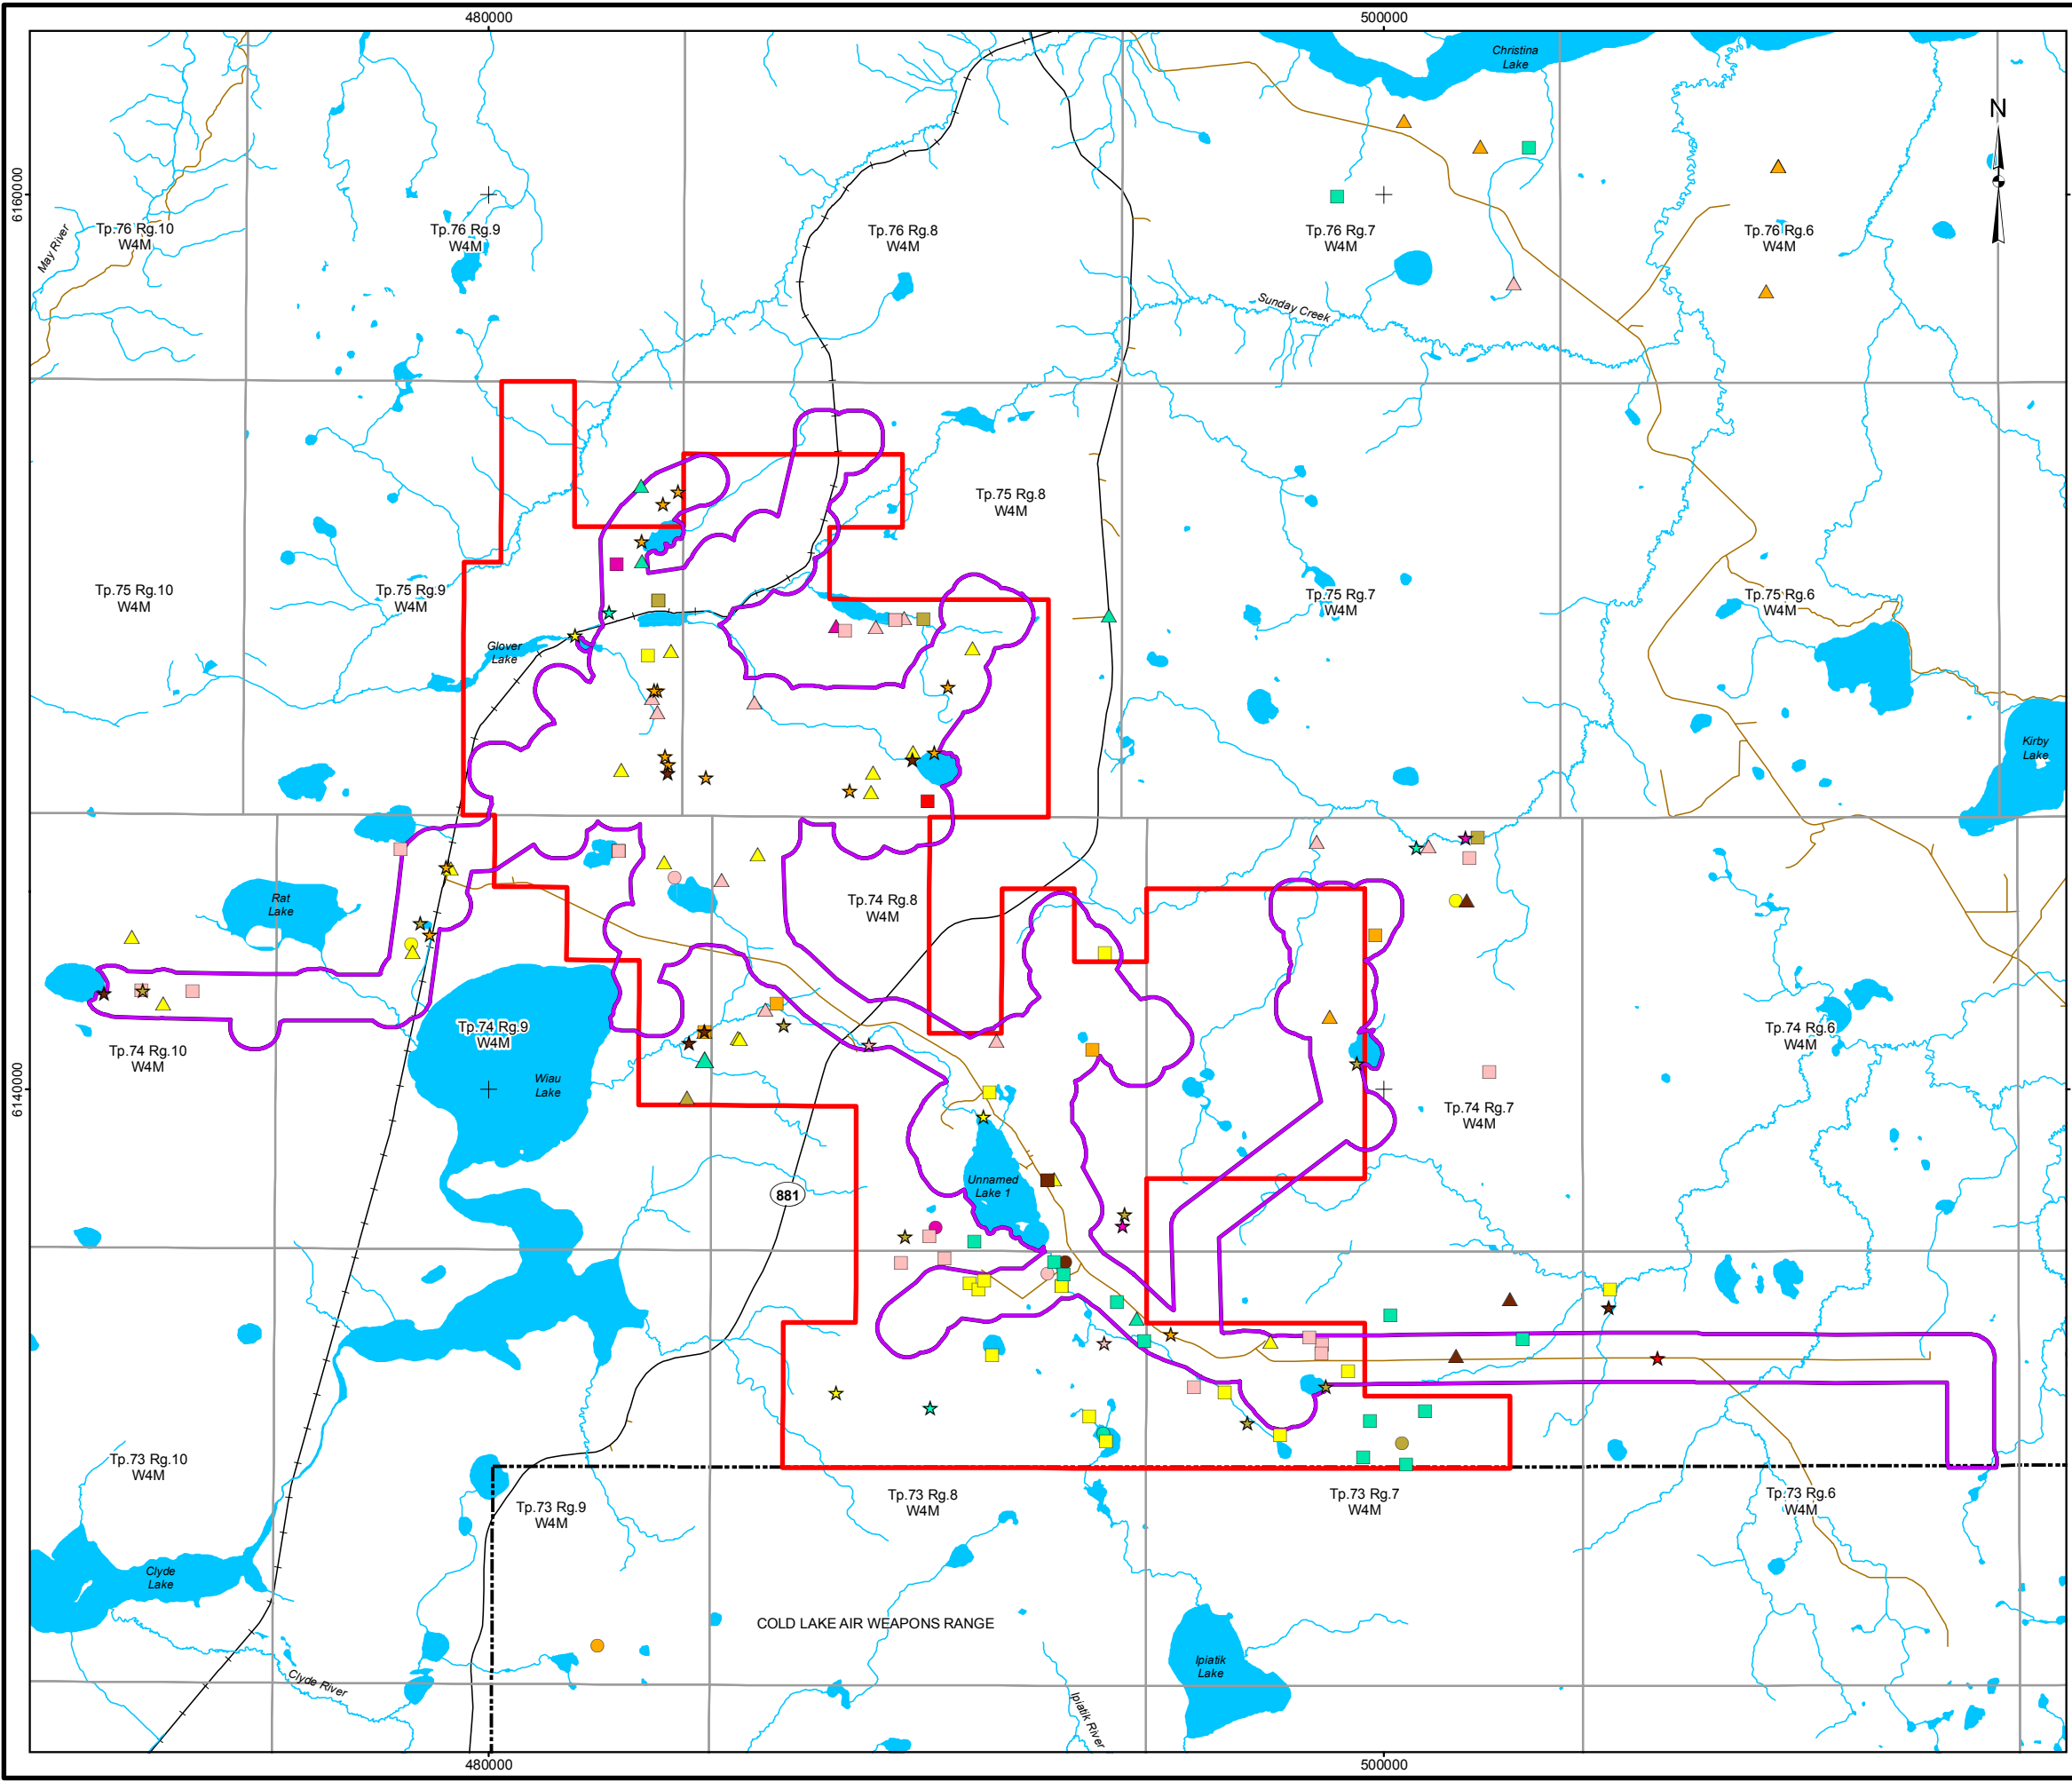 480000
500000
Christina
Lake
N
6160000
May River
Tp.76 Rg.10
W4M
Tp.76 Rg.9
W4M
Tp.76 Rg.8
W4M
Tp.76 Rg.7
W4M
Tp.76 Rg.6
W4M
Sunday Creek
Tp.75 Rg.8
W4M
Tp.75 Rg.10
W4M
Tp.75 Rg.9
W4M
Tp.75 Rg.7
W4M
Tp.75 Rg.6
W4M
Glover
Lake
Kirby
Lake
Rat
Lake
Tp.74 Rg.8
W4M
Tp.74 Rg.9
W4M
Tp.74 Rg.6
W4M
Tp.74 Rg.10
W4M
Wiau
Lake
6140000
Tp.74 Rg.7
W4M
Unnamed
Lake 1
881
Tp.73 Rg.10
W4M
Tp.73 Rg.9
W4M
Tp.73 Rg.8
W4M
Tp.73 Rg.7
W4M
Tp.73 Rg.6
W4M
Clyde
Lake
COLD LAKE AIR WEAPONS RANGE
Ipiatik
Lake
Clyde River
Ipiatik River
480000
500000